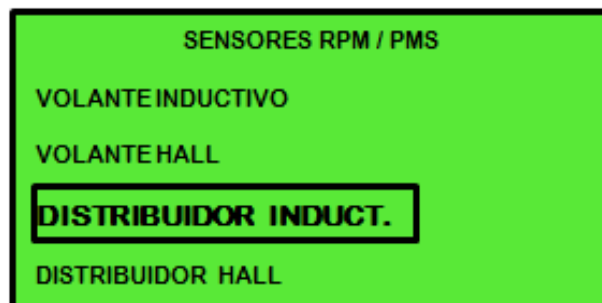 SENSORES RPM / PMS
VOLANTE INDUCTIVO
VOLANTE HALL
DISTRIBUIDOR INDUCT.
DISTRIBUIDOR HALL